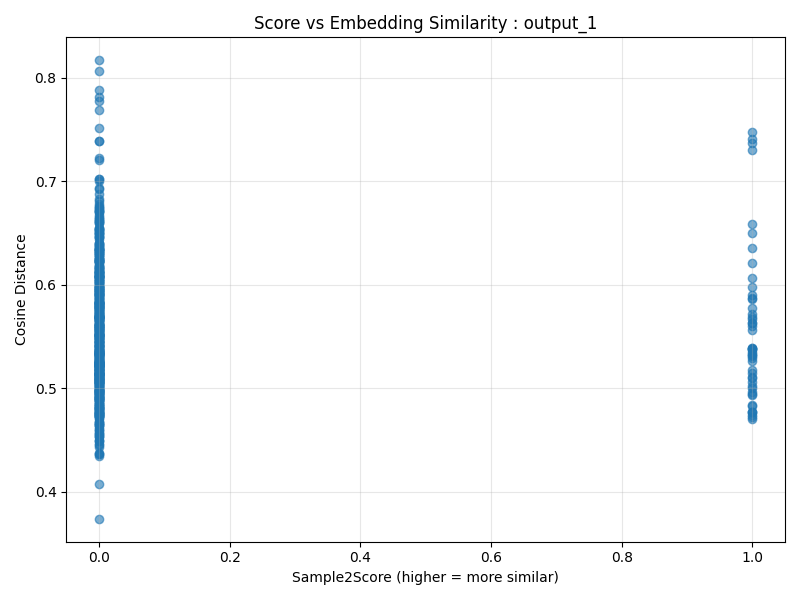 Score vs Embedding Similarity : output_1
Cosine Distance
0.8
0.7
0.6
0.5
0.4
0.0 0.2 0.4 0.6 0.8 1.0
Sample2Score (higher = more similar)